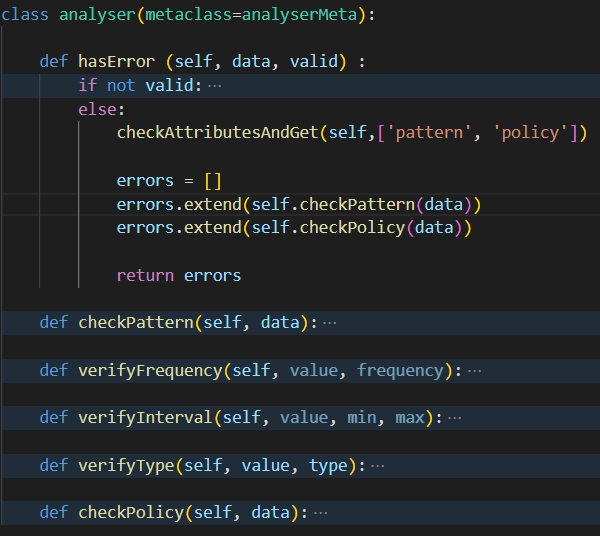 class analyser(metaclass=analyserMeta):
def hasError (self, data, valid) :
if not valid: ···
else:
checkAttributesAndGet(self,['pattern', 'policy'])
errors = []
errors.extend(self.checkPattern(data))
errors.extend(self.checkPolicy(data))
return errors
def checkPattern(self, data): ···
def verifyFrequency(self, value, frequency): ···
def verifyInterval(self, value, min, max): ···
def verifyType(self, value, type): ···
def checkPolicy(self, data): ···